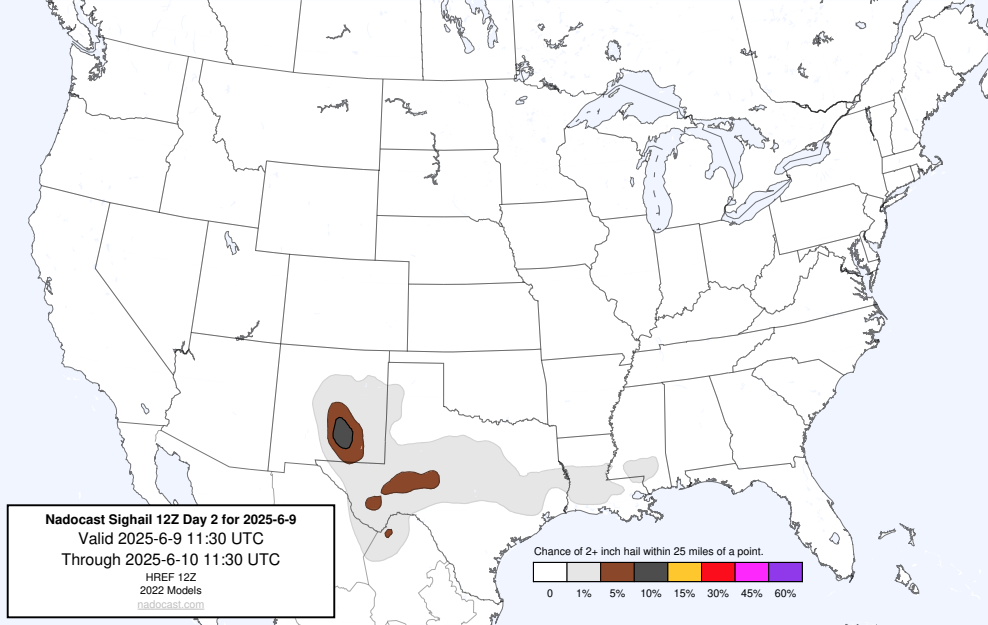 Nadocast Sighail 12Z Day 2 for 2025-6-9
Valid 2025-6-9 11:30 UTC
Through 2025-6-10 11:30 UTC
HREF 12Z
2022 Models
nadocast.com
Chance of 2+ inch hail within 25 miles of a point.
0 1% 5% 10% 15% 30% 45% 60%